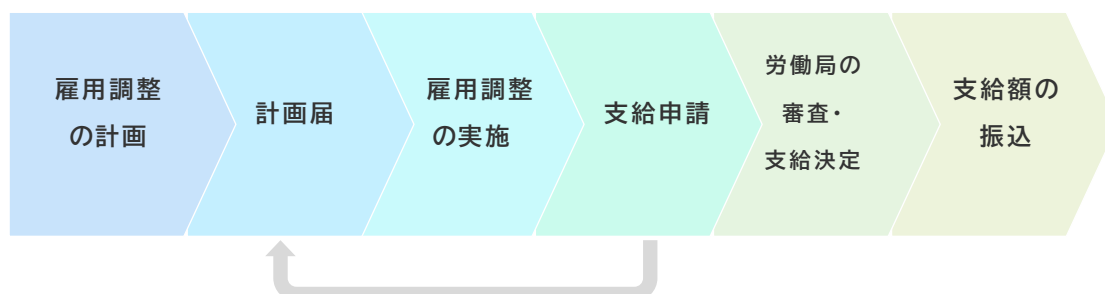 雇用調整
の計画
計画届
雇用調整
の実施
支給申請
労働局の
審査・
支給決定
支給額の
振込